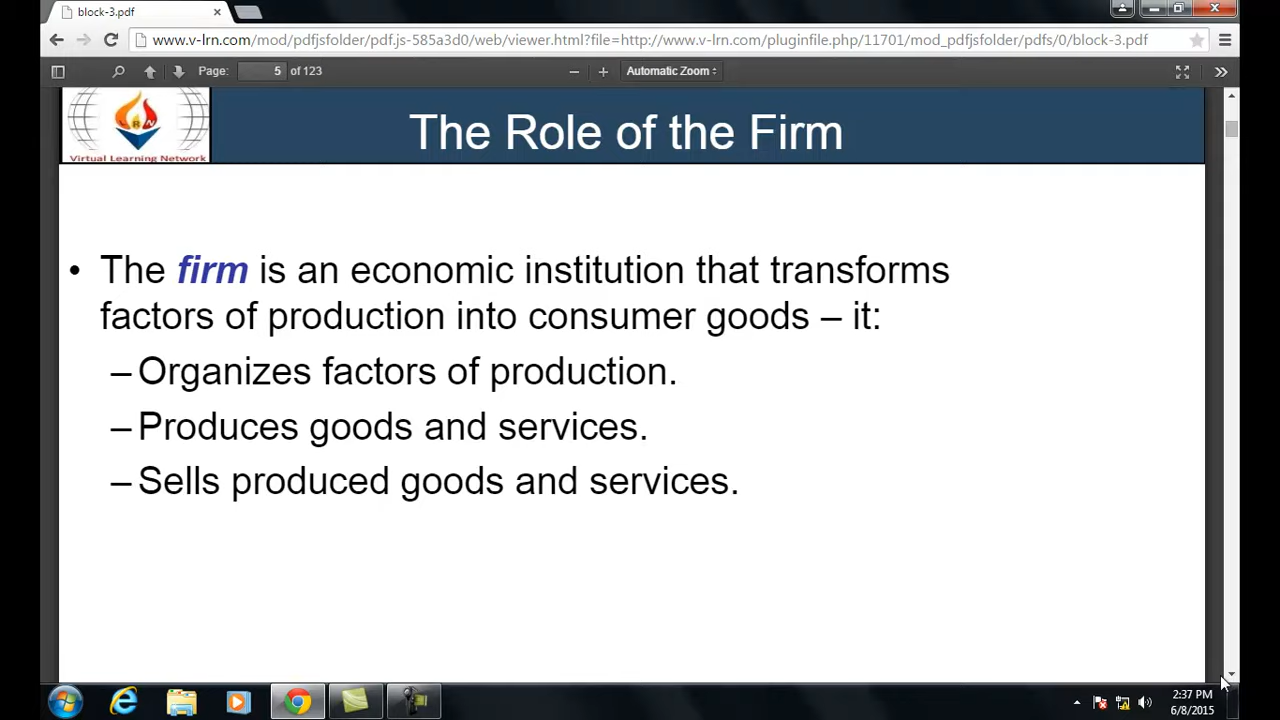 block-3.pdf
www.v-lrn.com/mod/pdfjsfolder/pdf.js-585a3d0/web/viewer.html?file=http://www.v-lrn.com/pluginfile.php/11701/mod_pdfjsfolder/pdfs/0/block-3.pdf
Page: 5 of 123 Automatic Zoom
LRN
Virtual Learning Network
The Role of the Firm
• The firm is an economic institution that transforms
factors of production into consumer goods – it:
– Organizes factors of production.
– Produces goods and services.
– Sells produced goods and services.
2:37 PM
6/8/2015